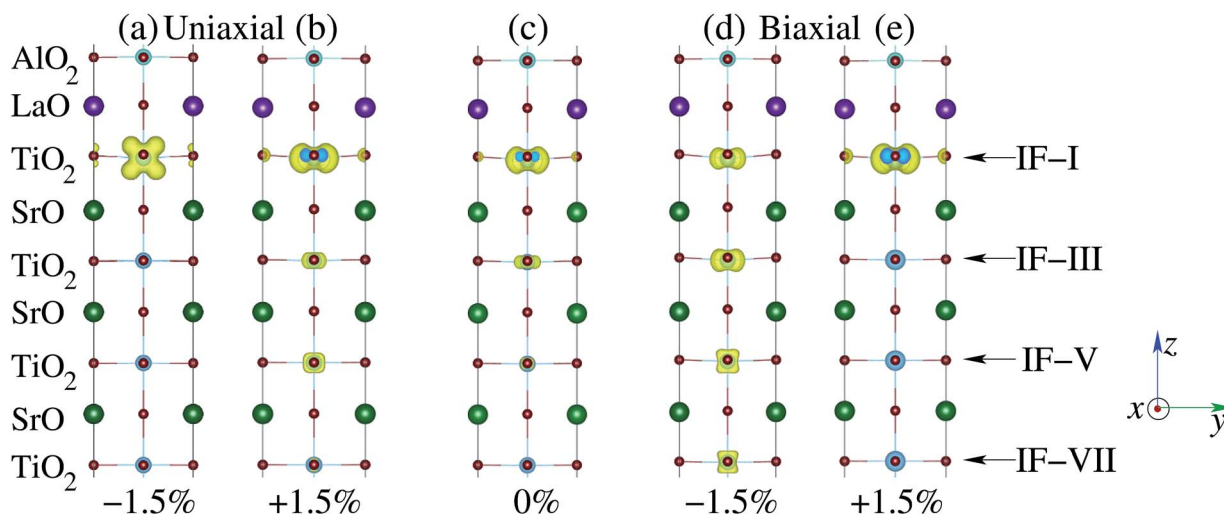 (a) Uniaxial (b) (c) (d) Biaxial (e)
AlO2
LaO
TiO2 IF–I
SrO
TiO2 IF–III
SrO
TiO2 IF–V
SrO
TiO2 IF–VII
z
x
y
−1.5% +1.5% 0% −1.5% +1.5%